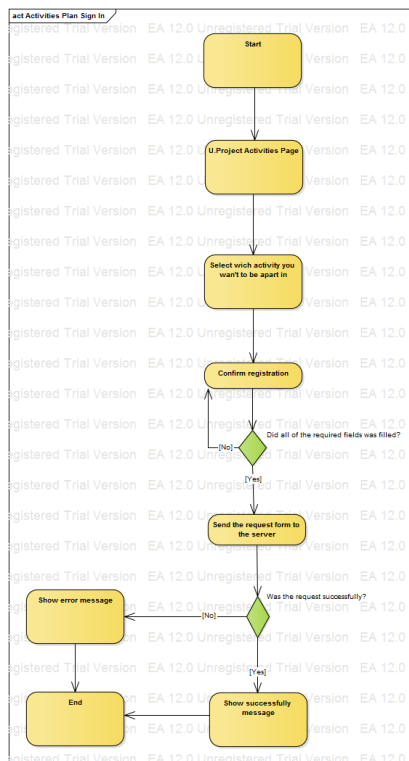 act Activities Plan Sign In
Start
U.Project Activities Page
Select wich activity you
wan't to be apart in
Confirm registration
Did all of the required fields was filled?
[No]
[Yes]
Send the request form to
the server
Was the request successfully?
[No]
Show error message
[Yes]
End
Show successfully
message
EA 12.0 Unregistered Trial Version